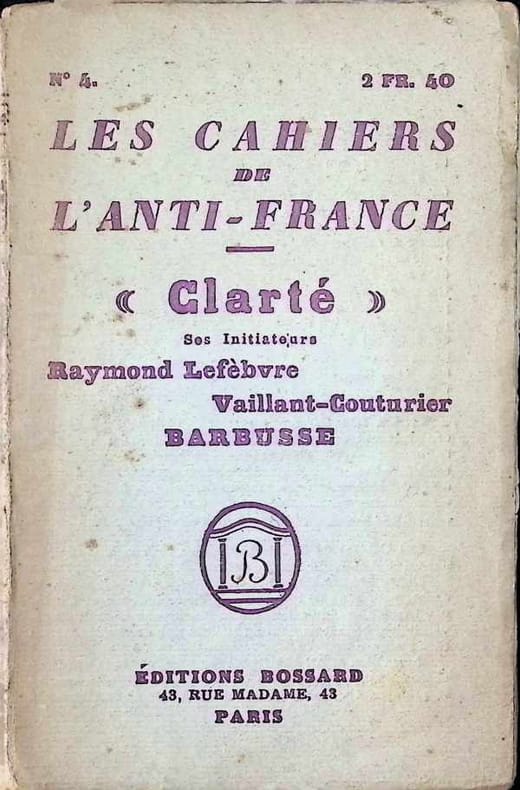 N° 4.
2 FR. 40
LES CAHIERS
DE
L'ANTI-FRANCE
« Clarté »
Ses Initiateurs
Raymond Lefèbvre
Vaillant-Couturier
BARBUSSE
B
ÉDITIONS BOSSARD
43, RUE MADAME, 43
PARIS